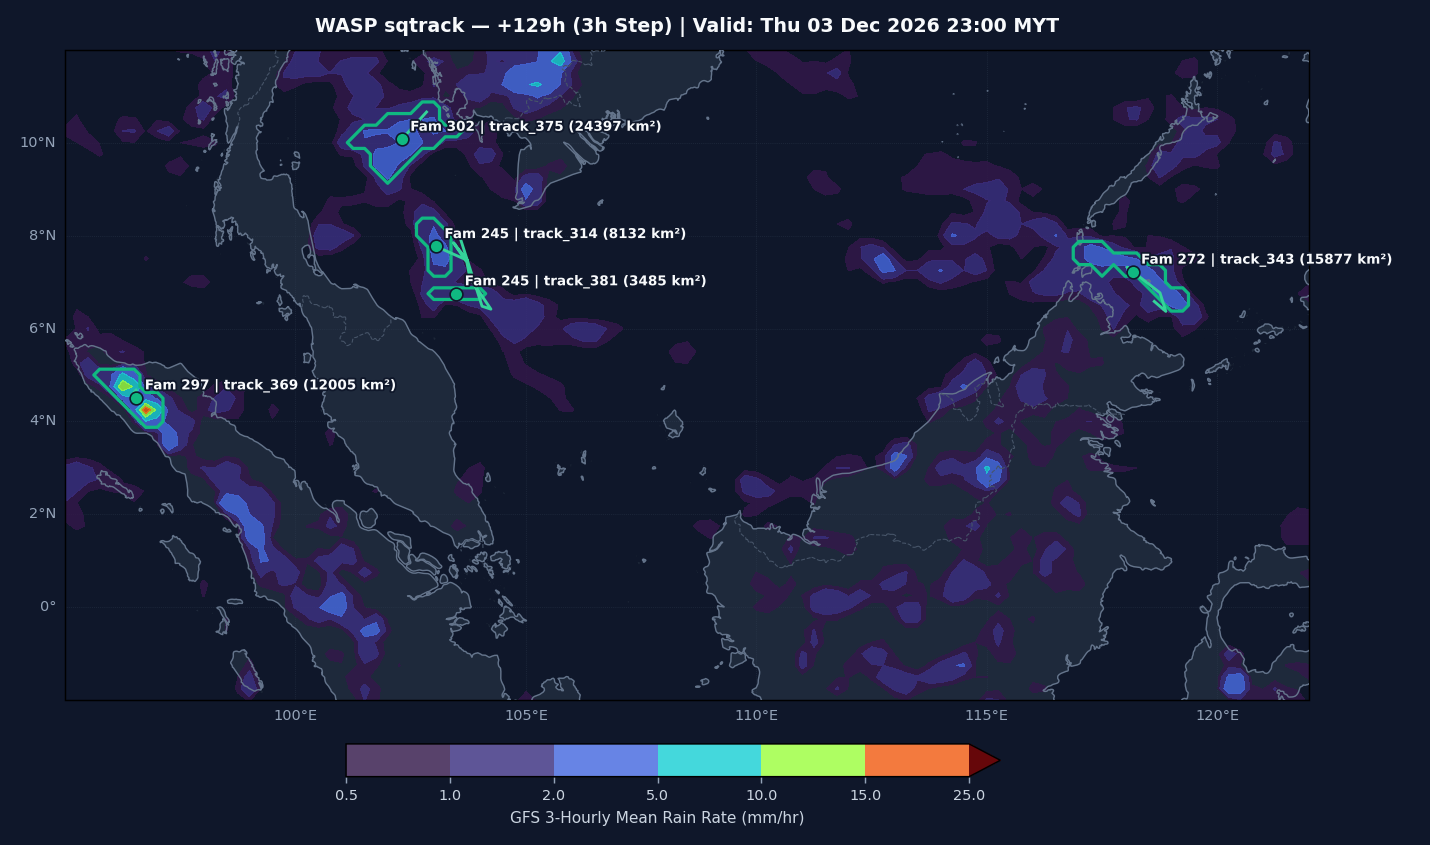 WASP sqtrack — +129h (3h Step) | Valid: Thu 03 Dec 2026 23:00 MYT
Fam 302 | track_375 (24397 km²)
10°N
Fam 245 | track_314 (8132 km²)
8°N
Fam 272 | track_343 (15877 km²)
Fam 245 | track_381 (3485 km²)
6°N
Fam 297 | track_369 (12005 km²)
4°N
2°N
0°
100°E 105°E 110°E 115°E 120°E
0.5 1.0 2.0 5.0 10.0 15.0 25.0
GFS 3-Hourly Mean Rain Rate (mm/hr)